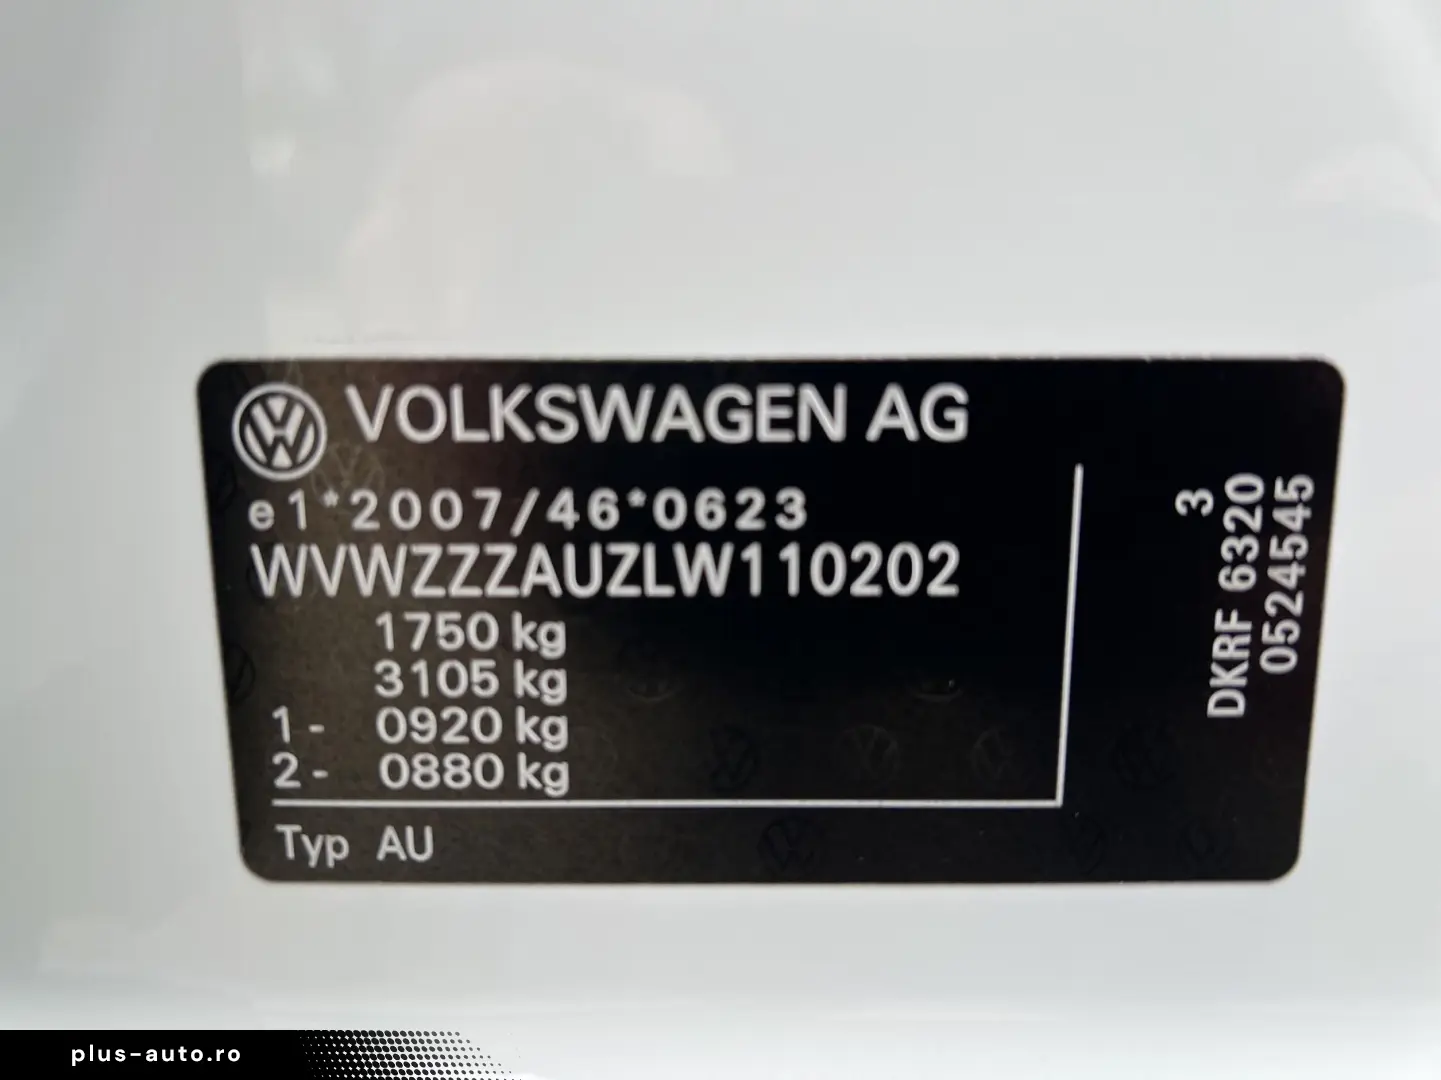 VOLKSWAGEN AG
e1*2007/46*0623
WVWZZZAUZLW110202
1750 kg
3105 kg
1- 0920 kg
2- 0880 kg
Typ AU
3
DKRF 6320
0524545
plus-auto.ro